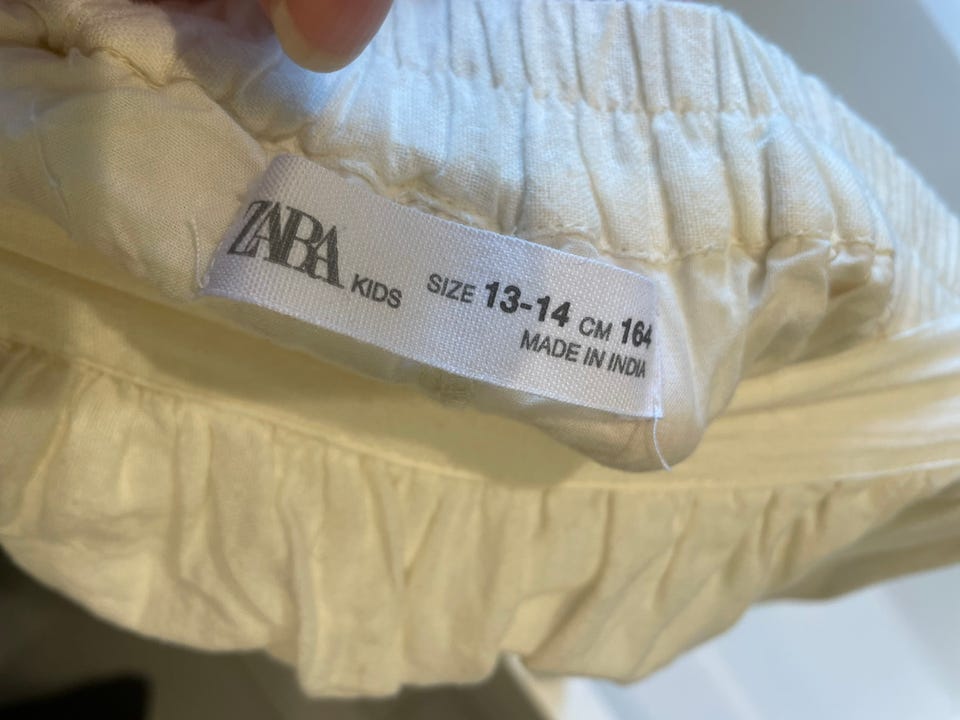 ZARA KIDS SIZE 13-14 CM 164
MADE IN INDIA